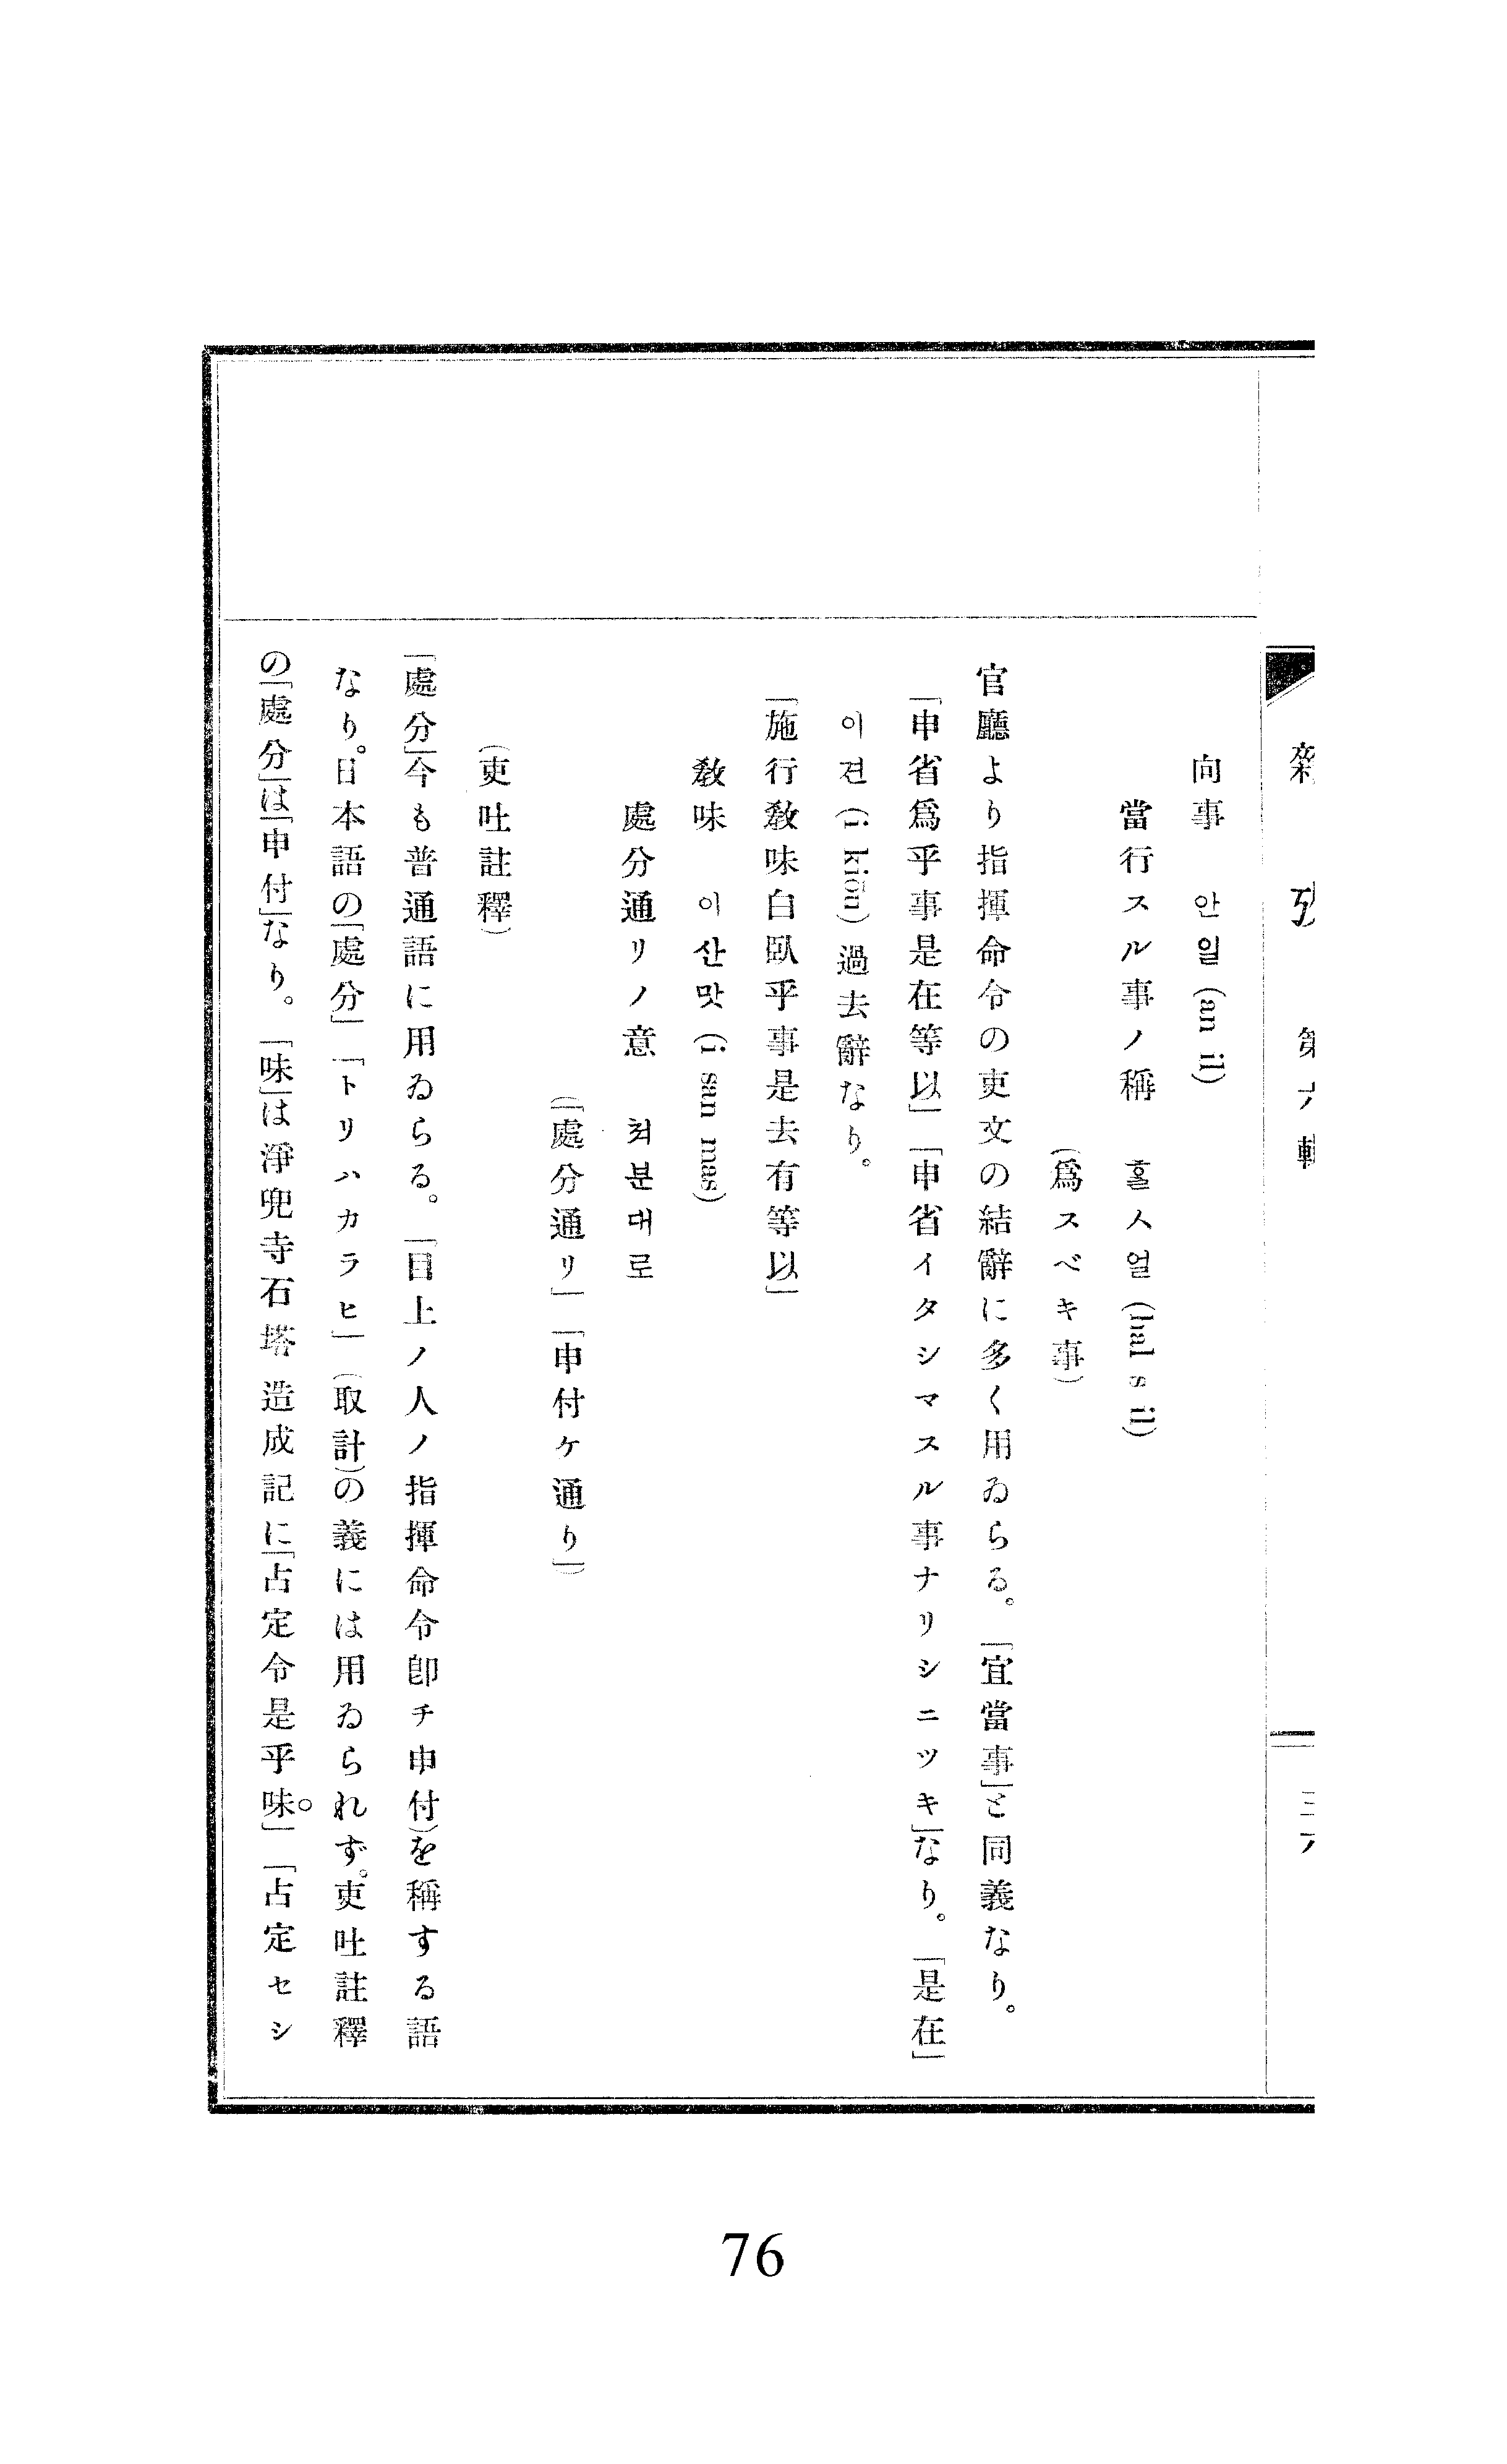 雜攷　第六輯　三六
向事　안일 (an il)
當行スル事ノ稱　홀ㅅ얼 (hal s il)
(爲スベキ事)
官廳より指揮命令の吏文の結辭に多く用ゐらる。「宜當事」と同義なり。
「申省爲乎事是在等以」「申省イタシマスル事ナリシニツキ」なり。「是在」
이견 (i kiön) 過去辭なり。
「施行敎味白臥乎事是去有等以」
敎味　이산맛 (i san mas)
處分通リノ意　쳐분대로
(「處分通リ」「申付ケ通り」)
(吏吐註釋)
「處分」今も普通語に用ゐらる。「目上ノ人ノ指揮命令卽チ申付)を稱する語
なり。日本語の「處分」「トリハカラヒ」(取計)の義には用ゐられず。吏吐註釋
の「處分」は「申付」なり。「味」は淨兜寺石塔造成記に「占定令是乎味。」「占定セシ
76